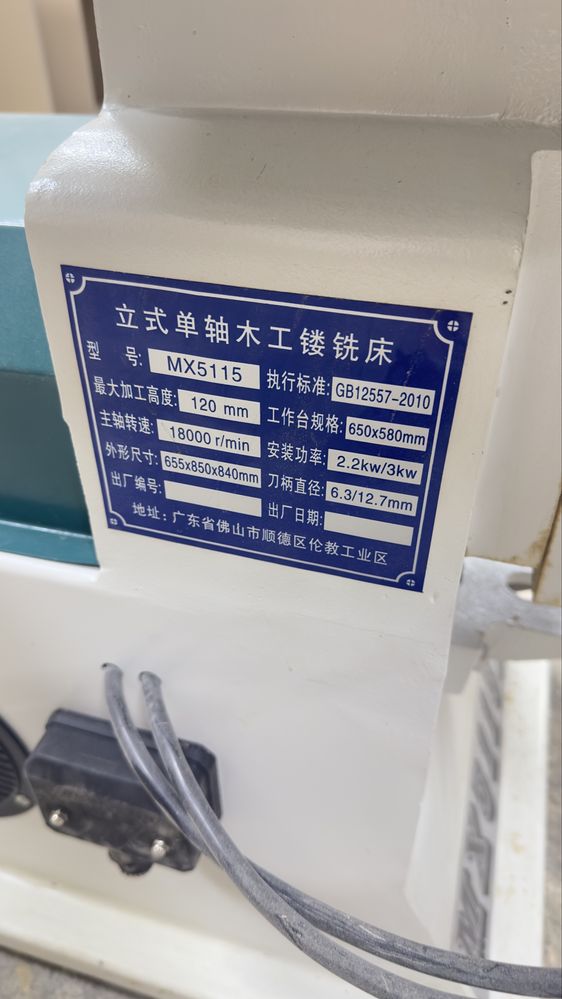 立式单轴木工镂铣床
型 号: MX5115 执行标准: GB12557-2010
最大加工高度: 120 mm 工作台规格: 650x580mm
主轴转速: 18000 r/min 安装功率: 2.2kw/3kw
外形尺寸: 655x850x840mm 刀柄直径: 6.3/12.7mm
出厂编号: 出厂日期:
地址: 广东省佛山市顺德区伦教工业区